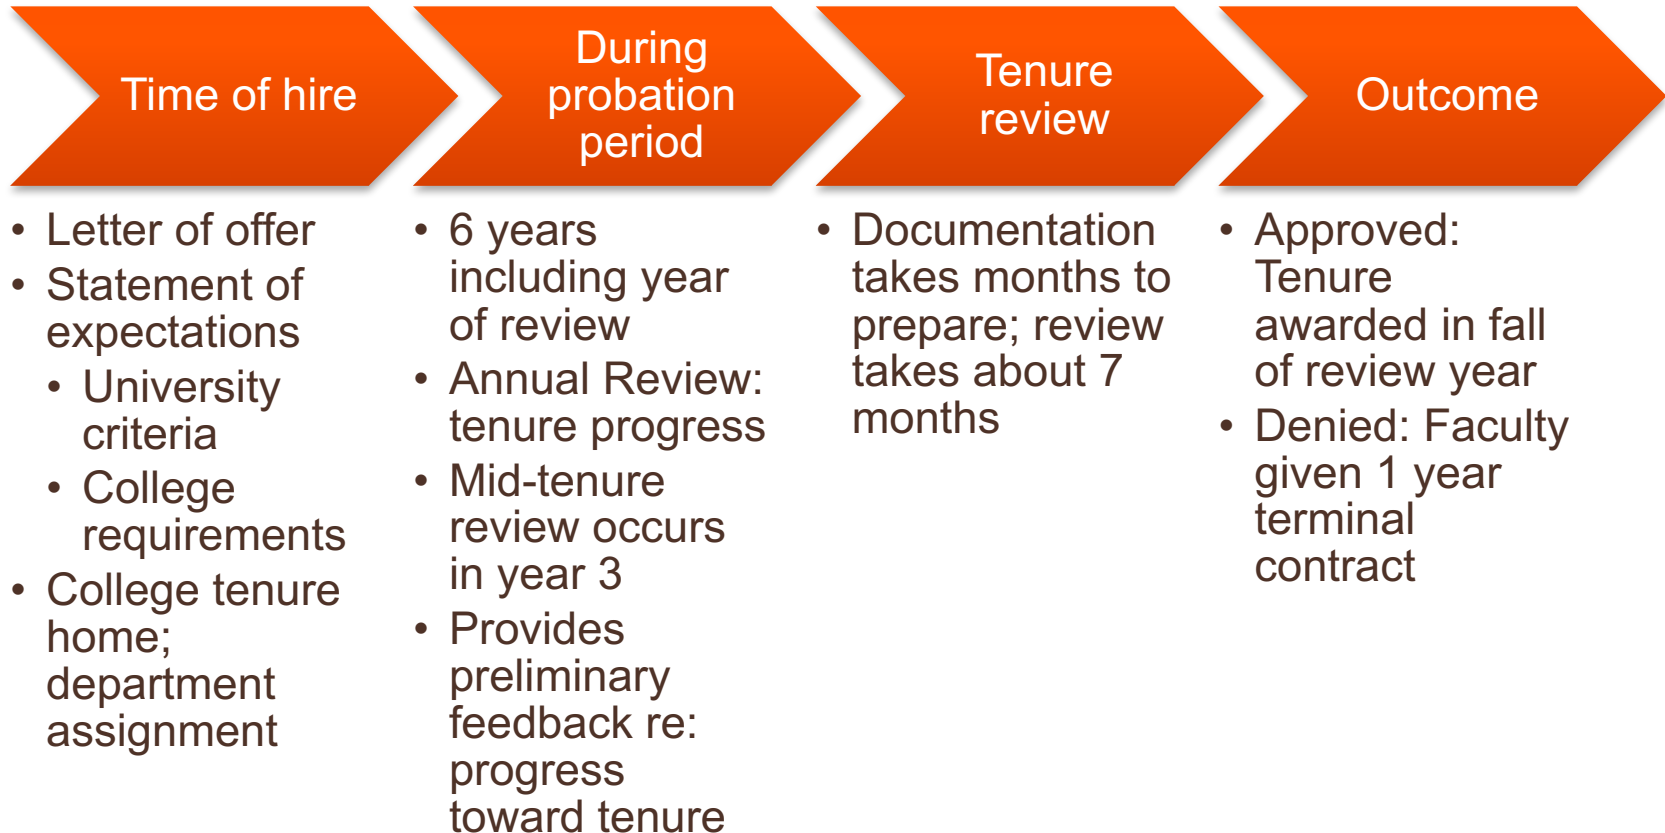 Time of hire
• Letter of offer
• Statement of
expectations
• University
criteria
• College
requirements
• College tenure
home;
department
assignment
During
probation
period
• 6 years
including year
of review
• Annual Review:
tenure progress
• Mid-tenure
review occurs
in year 3
• Provides
preliminary
feedback re:
progress
toward tenure
Tenure
review
• Documentation
takes months to
prepare; review
takes about 7
months
Outcome
• Approved:
Tenure
awarded in fall
of review year
• Denied: Faculty
given 1 year
terminal
contract